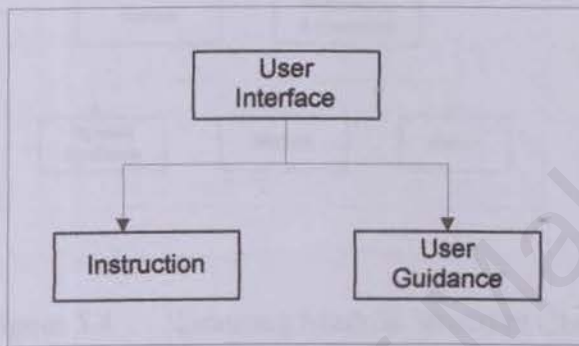 User
Interface
Instruction
User
Guidance